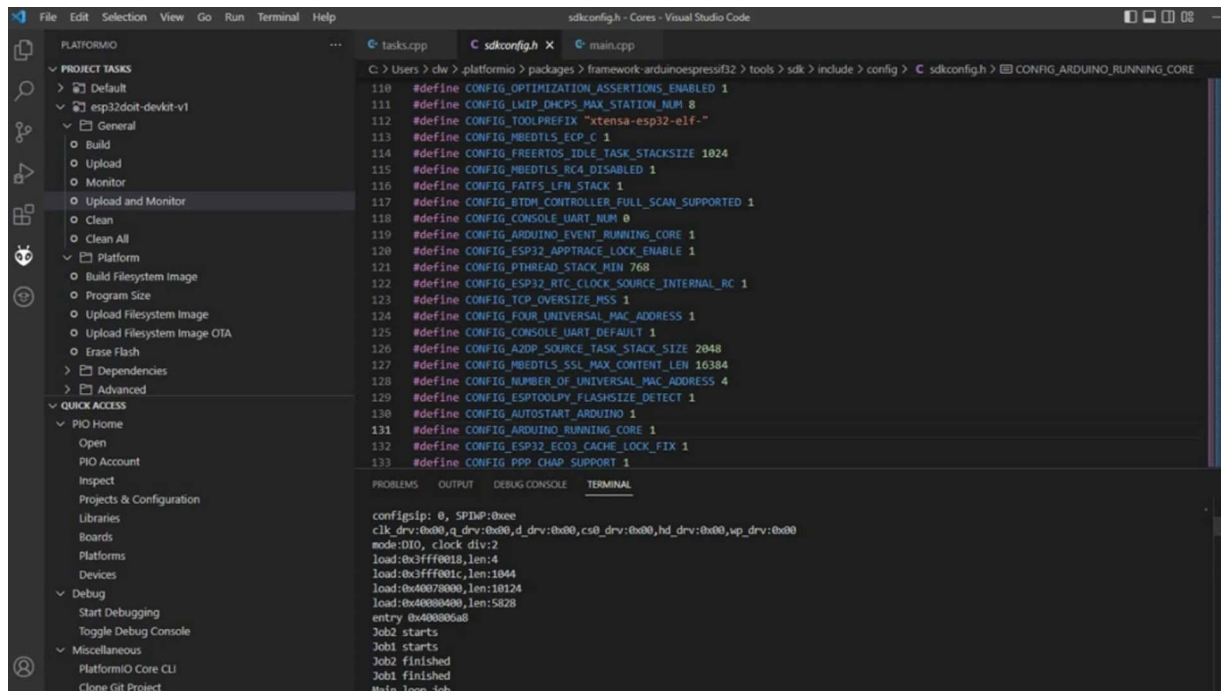 File Edit Selection View Go Run Terminal Help
sdkconfig.h - Cores - Visual Studio Code
PLATFORMIO
PROJECT TASKS
Default
esp32doit-devkit-v1
General
Build
Upload
Monitor
Upload and Monitor
Clean
Clean All
Platform
Build Filesystem Image
Program Size
Upload Filesystem Image
Upload Filesystem Image OTA
Erase Flash
Dependencies
Advanced
QUICK ACCESS
PIO Home
Open
PIO Account
Inspect
Projects & Configuration
Libraries
Boards
Platforms
Devices
Debug
Start Debugging
Toggle Debug Console
Miscellaneous
PlatformIO Core CLI
Clone Git Project
tasks.cpp C sdkconfig.h main.cpp
C: > Users > clw > .platformio > packages > framework-arduinoespressif32 > tools > sdk > include > config > C sdkconfig.h > CONFIG_ARDUINO_RUNNING_CORE
110 #define CONFIG_OPTIMIZATION_ASSERTIONS_ENABLED 1
111 #define CONFIG_LWIP_DHCPS_MAX_STATION_NUM 8
112 #define CONFIG_TOOLPREFIX "xtensa-esp32-elf-"
113 #define CONFIG_MBEDTLS_ECP_C 1
114 #define CONFIG_FREERTOS_IDLE_TASK_STACKSIZE 1024
115 #define CONFIG_MBEDTLS_RC4_DISABLED 1
116 #define CONFIG_FATFS_LFN_STACK 1
117 #define CONFIG_BTDM_CONTROLLER_FULL_SCAN_SUPPORTED 1
118 #define CONFIG_CONSOLE_UART_NUM 0
119 #define CONFIG_ARDUINO_EVENT_RUNNING_CORE 1
120 #define CONFIG_ESP32_APPTRACE_LOCK_ENABLE 1
121 #define CONFIG_PTHREAD_STACK_MIN 768
122 #define CONFIG_ESP32_RTC_CLOCK_SOURCE_INTERNAL_RC 1
123 #define CONFIG_TCP_OVERSIZE_MSS 1
124 #define CONFIG_FOUR_UNIVERSAL_MAC_ADDRESS 1
125 #define CONFIG_CONSOLE_UART_DEFAULT 1
126 #define CONFIG_A2DP_SOURCE_TASK_STACK_SIZE 2048
127 #define CONFIG_MBEDTLS_SSL_MAX_CONTENT_LEN 16384
128 #define CONFIG_NUMBER_OF_UNIVERSAL_MAC_ADDRESS 4
129 #define CONFIG_ESPTOOLPY_FLASHSIZE_DETECT 1
130 #define CONFIG_AUTOSTART_ARDUINO 1
131 #define CONFIG_ARDUINO_RUNNING_CORE 1
132 #define CONFIG_ESP32_ECO3_CACHE_LOCK_FIX 1
133 #define CONFIG_PPP_CHAP_SUPPORT 1
PROBLEMS OUTPUT DEBUG CONSOLE TERMINAL
configsip: 0, SPIWP:0xee
clk_drv:0x00,q_drv:0x00,d_drv:0x00,cs0_drv:0x00,hd_drv:0x00,wp_drv:0x00
mode:DIO, clock div:2
load:0x3fff0018,len:4
load:0x3fff001c,len:1044
load:0x40078000,len:10124
load:0x40080400,len:5828
entry 0x400806a8
Job2 starts
Job1 starts
Job2 finished
Job1 finished
Main loop job